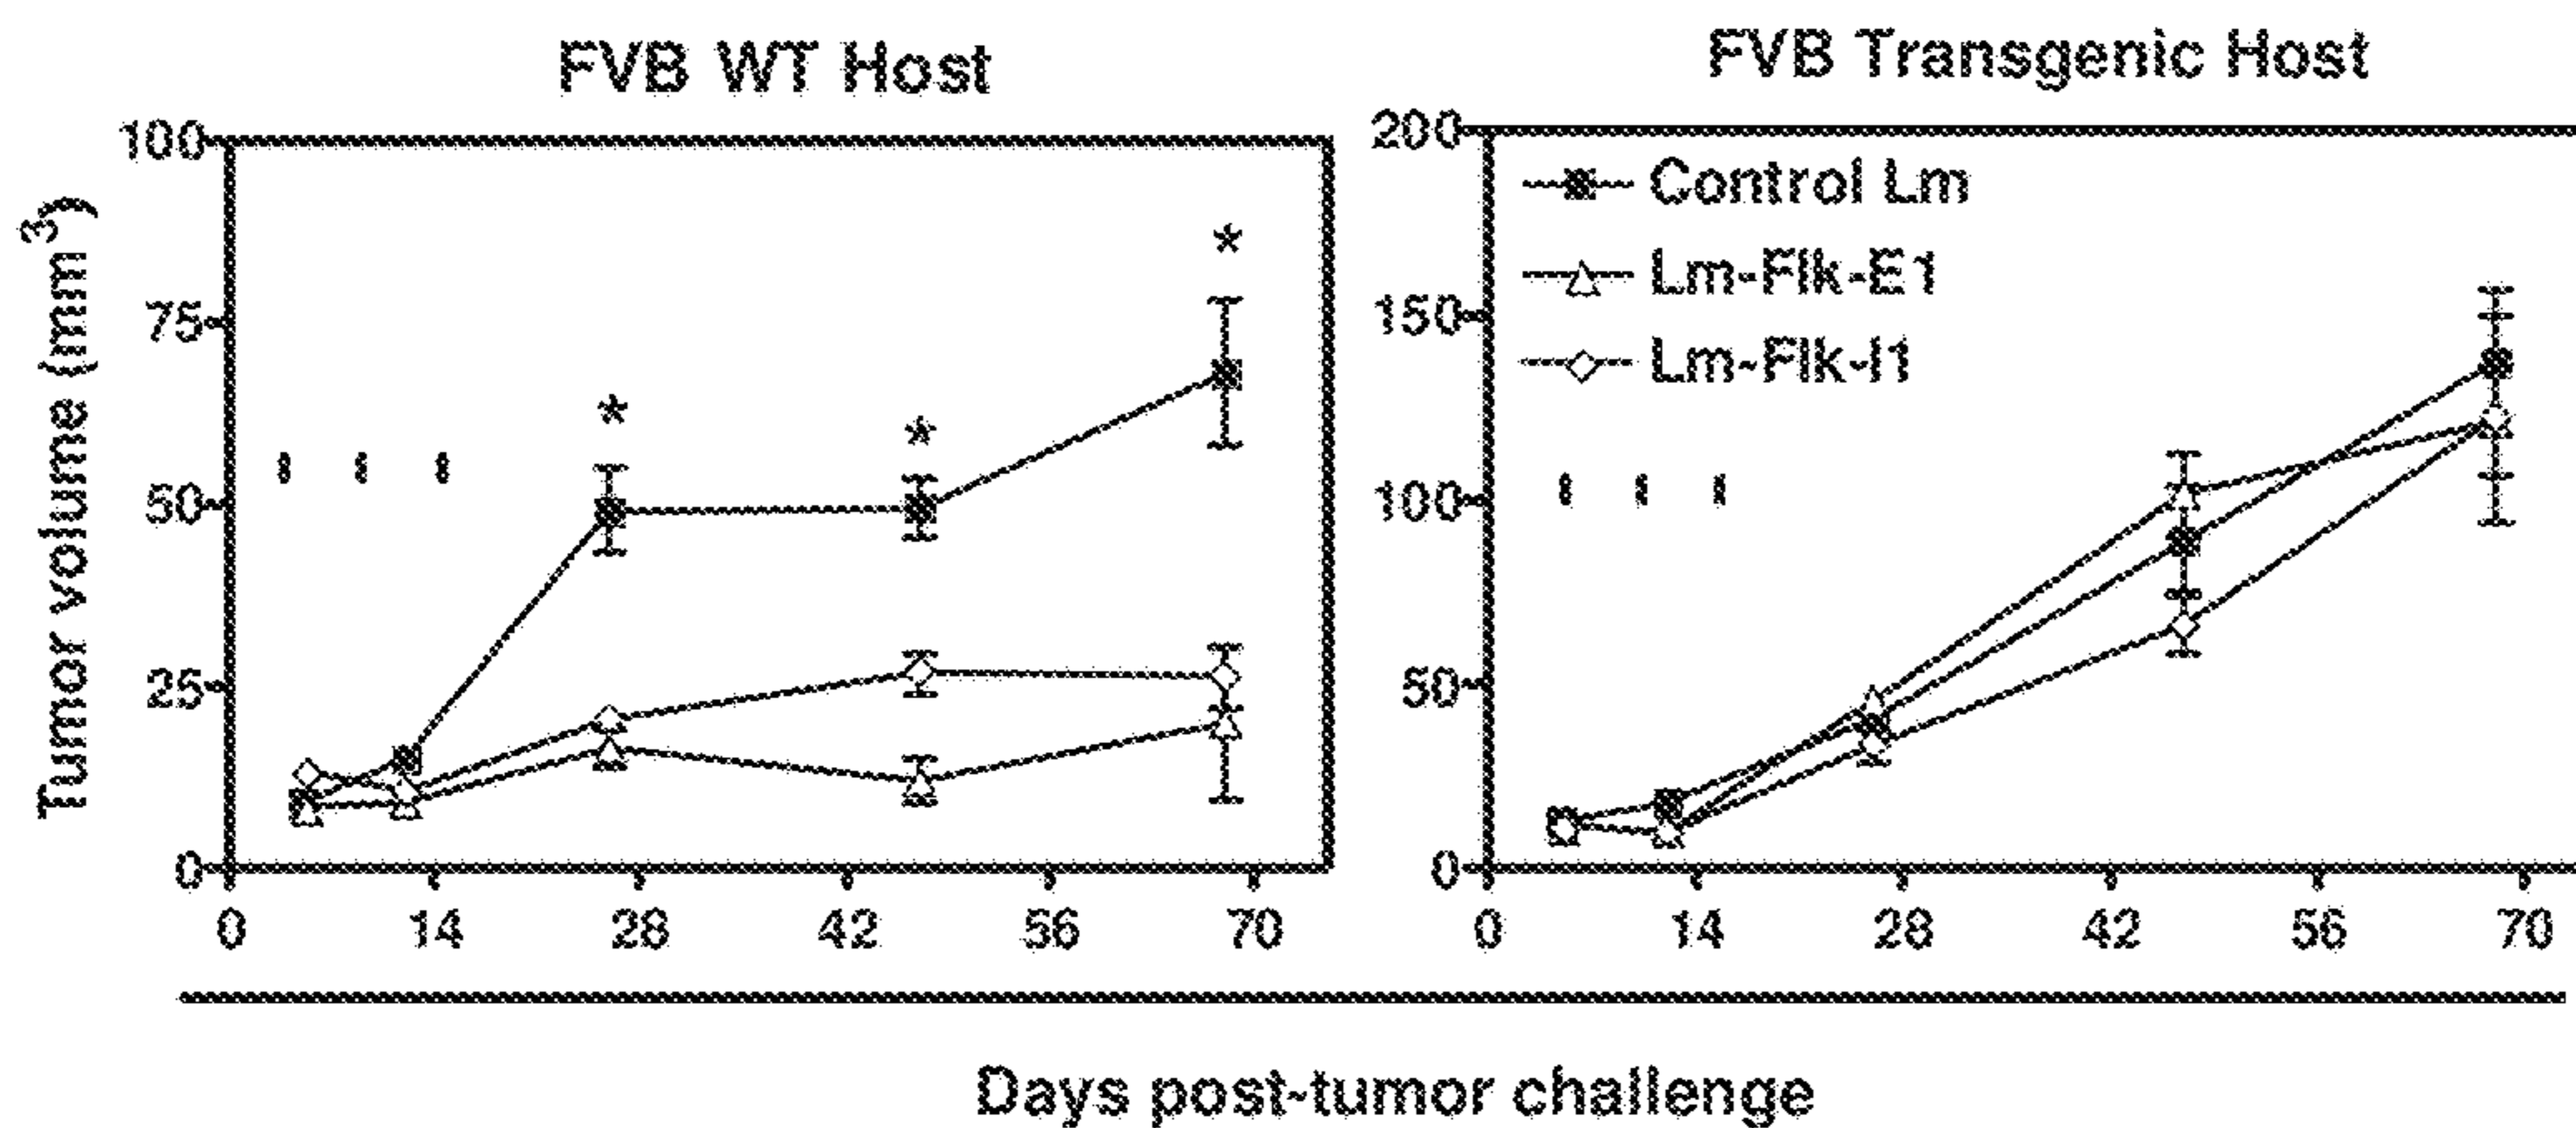 FVB WT Host
FVB Transgenic Host
Tumor volume (mm³)
100
75
50
25
0
0 14 28 42 56 70
*
*
*
200
150
100
50
0
0 14 28 42 56 70
Control Lm
Lm-Flk-E1
Lm-Flk-I1
Days post-tumor challenge